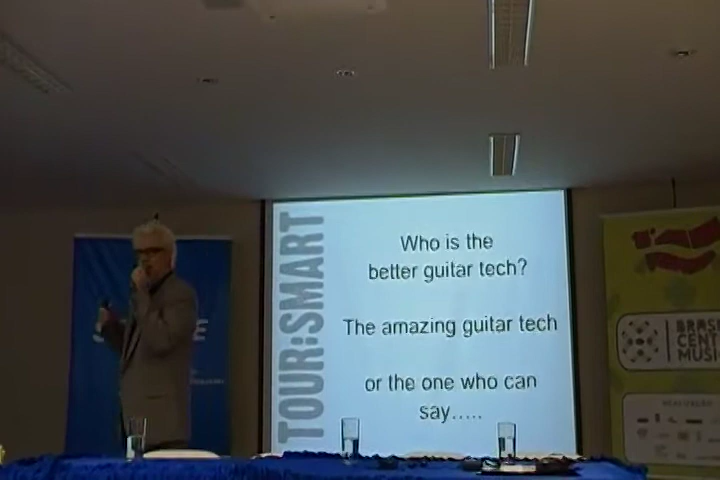 TOUR:SMART
Who is the
better guitar tech?
The amazing guitar tech
or the one who can
say.....